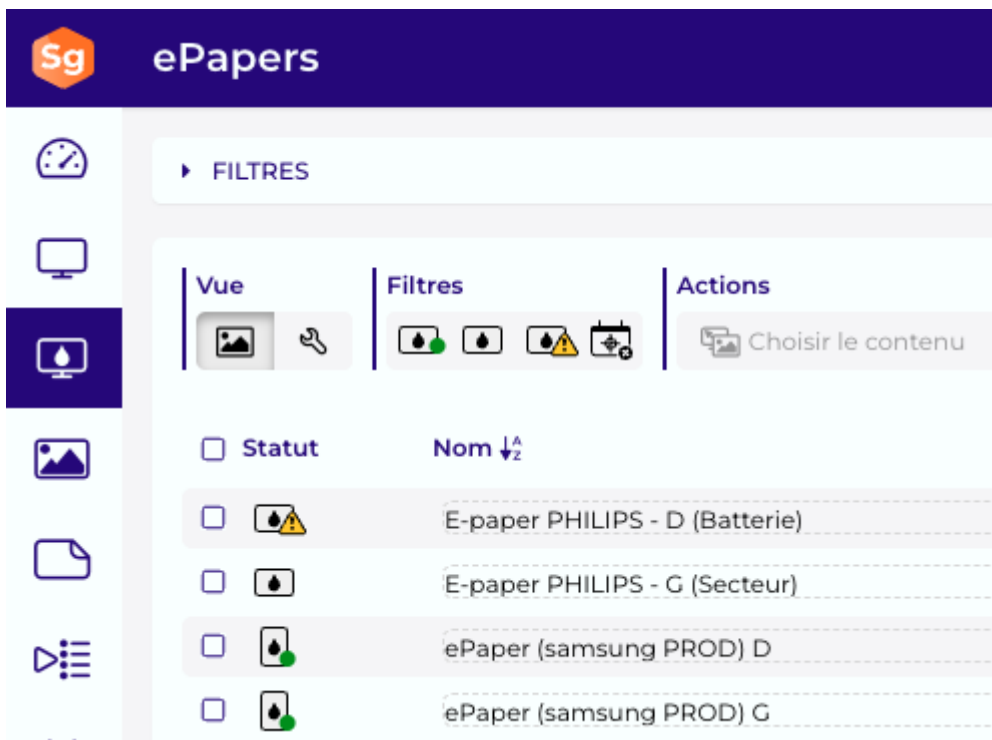 Sg ePapers
FILTRES
Vue Filtres Actions
Choisir le contenu
Statut Nom
E-paper PHILIPS - D (Batterie)
E-paper PHILIPS - G (Secteur)
ePaper (samsung PROD) D
ePaper (samsung PROD) G